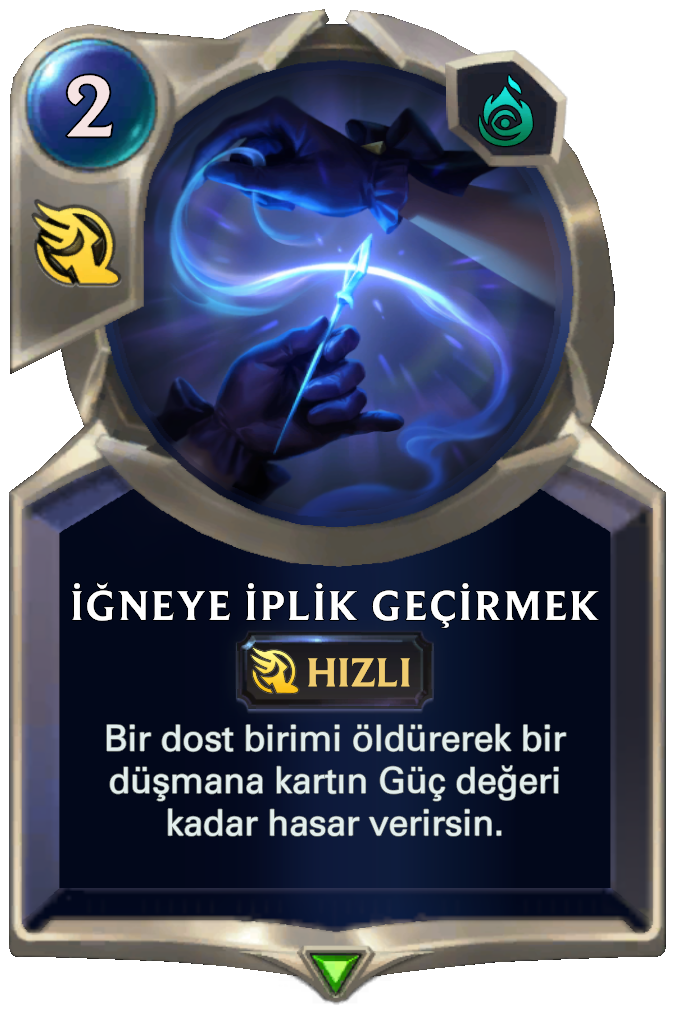 2
İĞNEYE İPLİK GEÇİRMEK
HIZLI
Bir dost birimi öldürerek bir
düşmana kartın Güç değeri
kadar hasar verirsin.